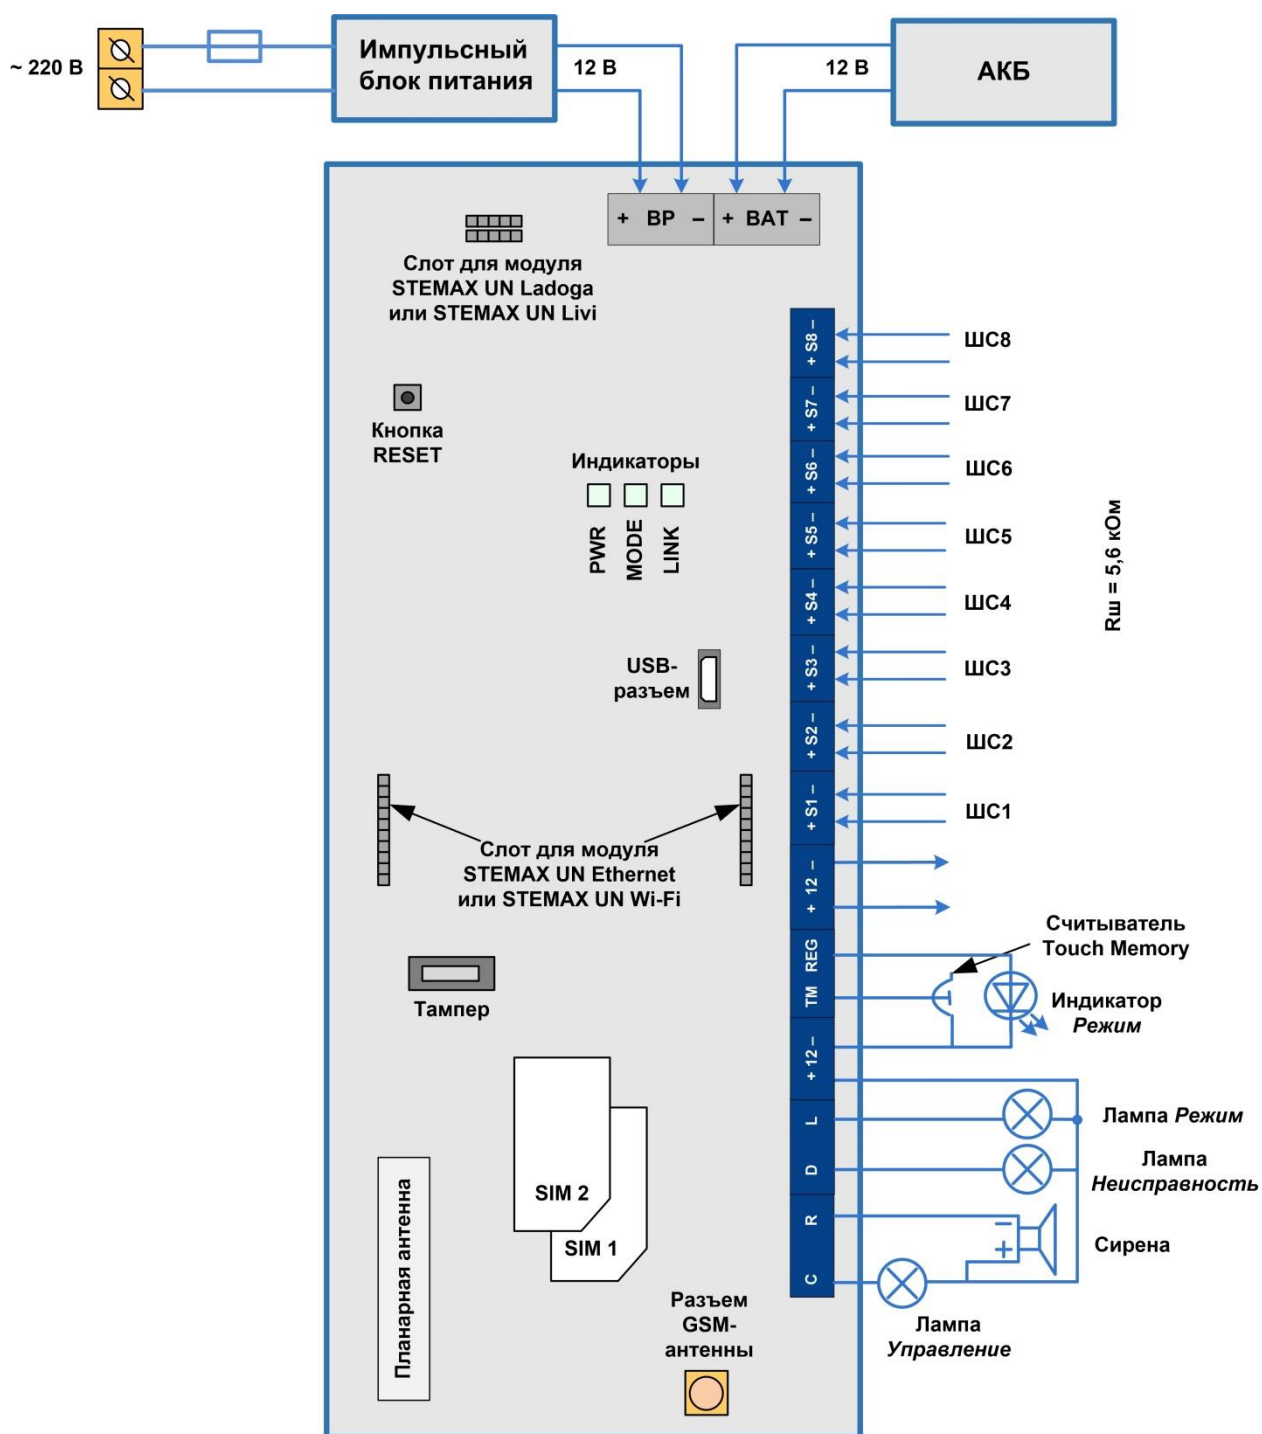 ~ 220 В
Импульсный
блок питания
12 В
12 В
АКБ
+ BP –
+ BAT –
Слот для модуля
STEMAX UN Ladoga
или STEMAX UN Livi
Кнопка
RESET
Индикаторы
PWR
MODE
LINK
USB-
разъем
Слот для модуля
STEMAX UN Ethernet
или STEMAX UN Wi-Fi
Тампер
SIM 2
SIM 1
Планарная антенна
Разъем
GSM-
антенны
+ S8 –
+ S7 –
+ S6 –
+ S5 –
+ S4 –
+ S3 –
+ S2 –
+ S1 –
+ 12 –
REG
TM
+ 12 –
L
D
R
C
ШС8
ШС7
ШС6
ШС5
ШС4
ШС3
ШС2
ШС1
Rш = 5,6 кОм
Считыватель
Touch Memory
Индикатор
Режим
Лампа Режим
Лампа
Неисправность
–
+
Сирена
Лампа
Управление